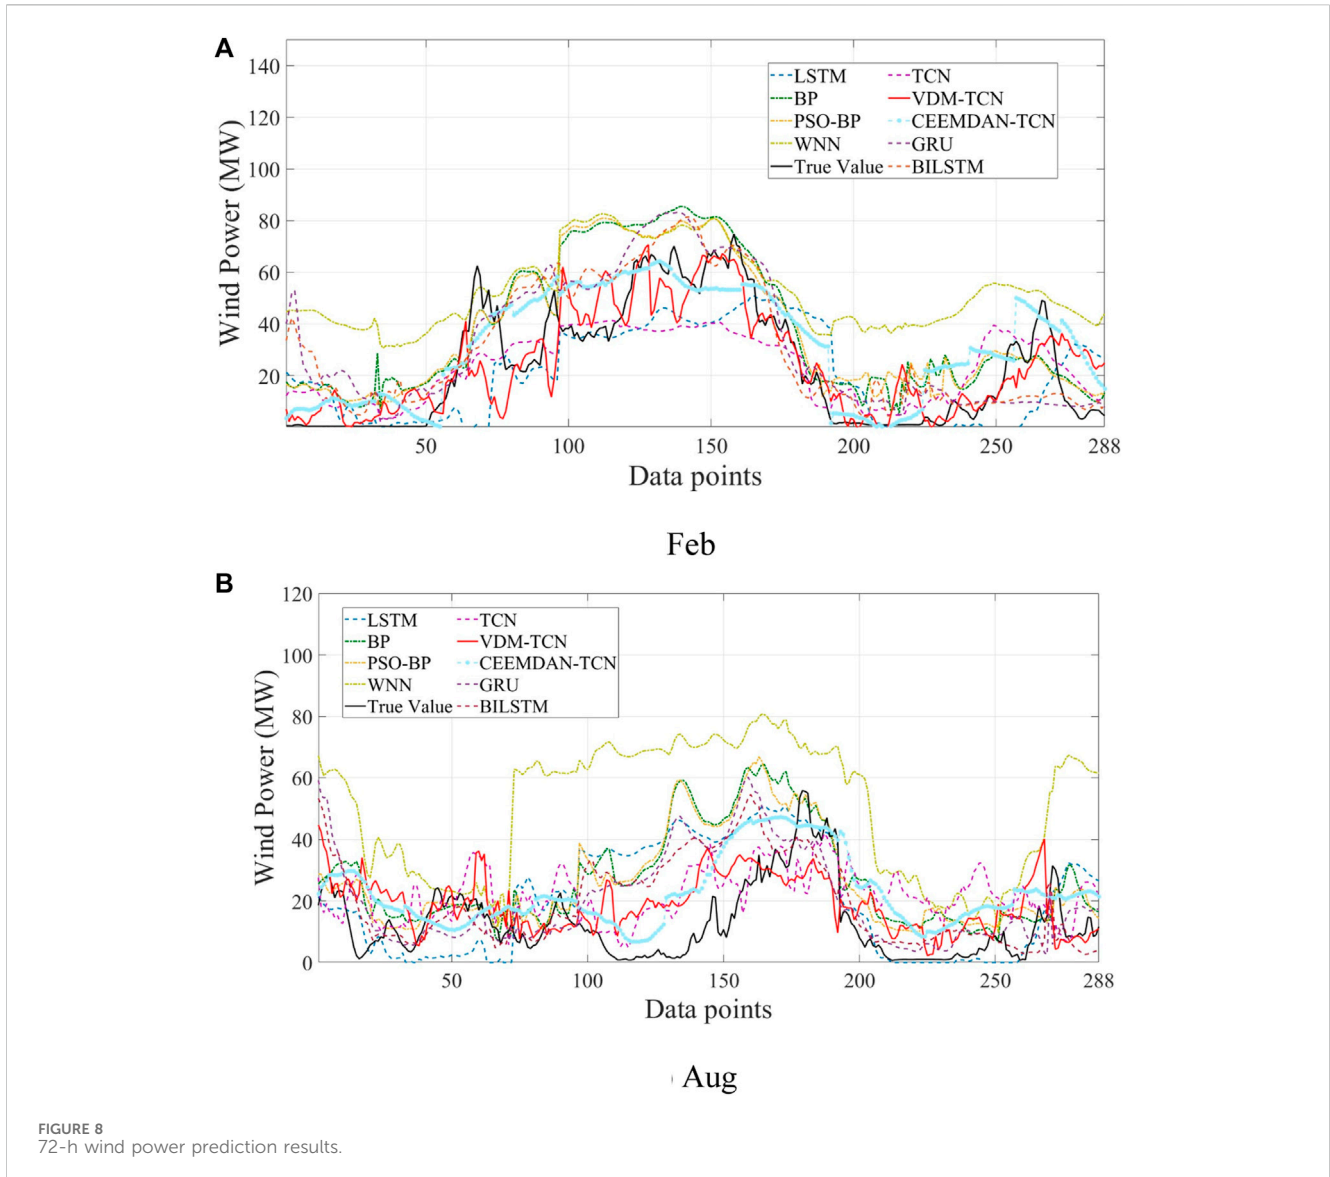 A
Wind Power (MW)
140
120
100
80
60
40
20
LSTM
BP
PSO-BP
WNN
True Value
TCN
VDM-TCN
CEEMDAN-TCN
GRU
BILSTM
50 100 150 200 250 288
Data points
Feb
B
Wind Power (MW)
120
100
80
60
40
20
0
LSTM
BP
PSO-BP
WNN
True Value
TCN
VDM-TCN
CEEMDAN-TCN
GRU
BILSTM
50 100 150 200 250 288
Data points
Aug
FIGURE 8
72-h wind power prediction results.